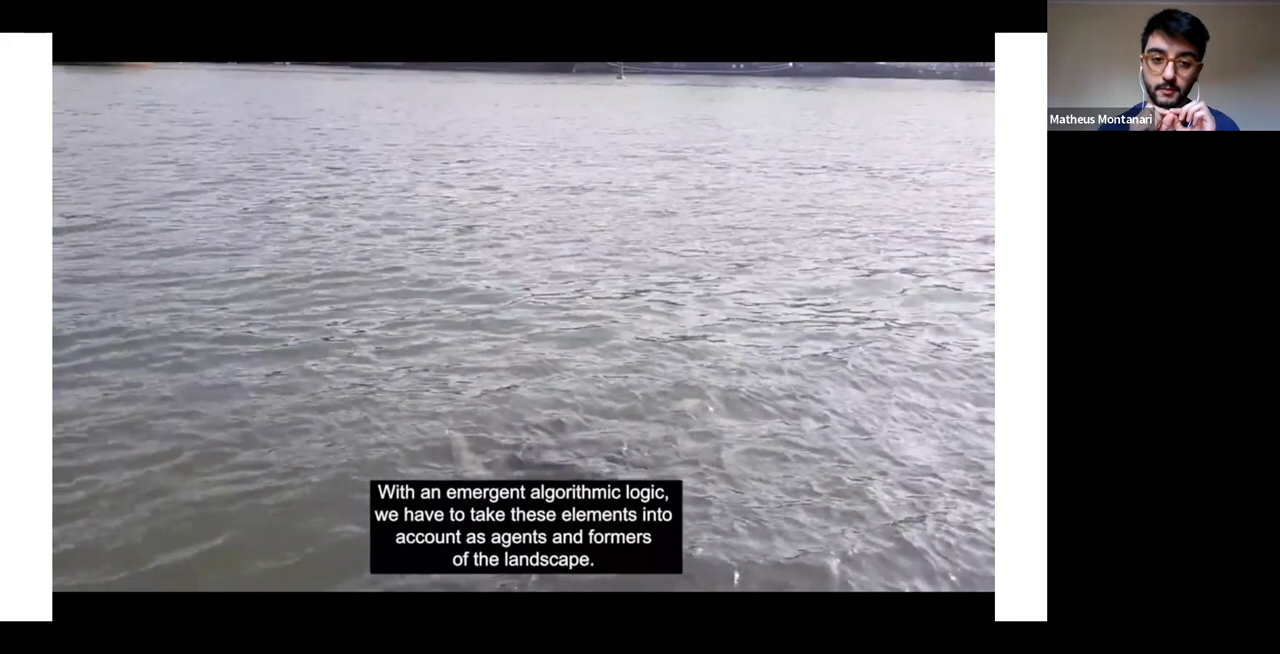 Matheus Montanari
With an emergent algorithmic logic,
we have to take these elements into
account as agents and formers
of the landscape.